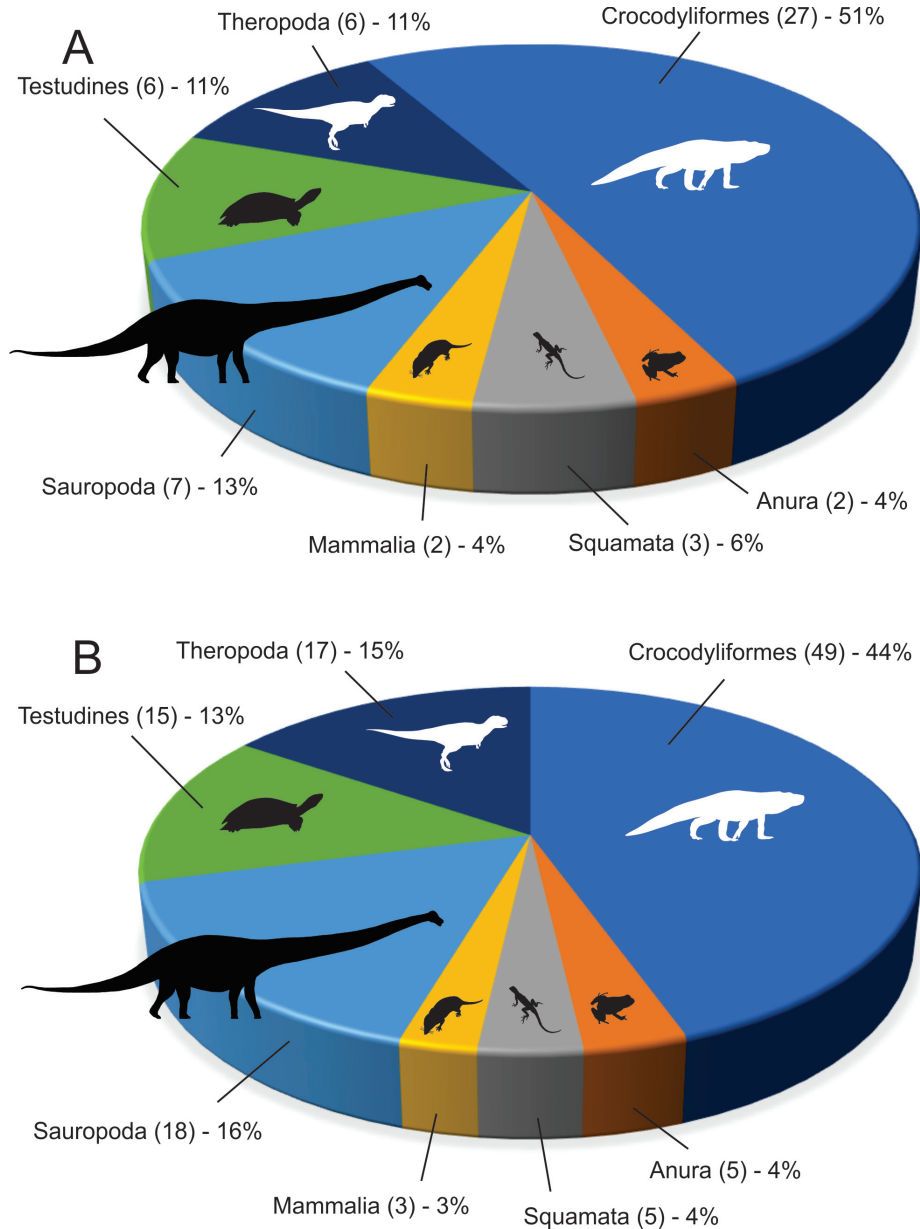 A
Theropoda (6) - 11%
Crocodyliformes (27) - 51%
Testudines (6) - 11%
Sauropoda (7) - 13%
Mammalia (2) - 4%
Squamata (3) - 6%
Anura (2) - 4%
B
Theropoda (17) - 15%
Crocodyliformes (49) - 44%
Testudines (15) - 13%
Sauropoda (18) - 16%
Mammalia (3) - 3%
Squamata (5) - 4%
Anura (5) - 4%